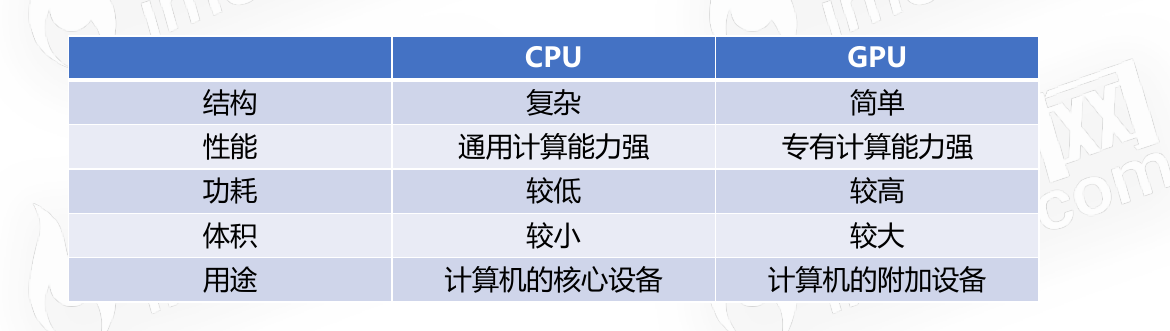 CPU GPU
结构 复杂 简单
性能 通用计算能力强 专有计算能力强
功耗 较低 较高
体积 较小 较大
用途 计算机的核心设备 计算机的附加设备